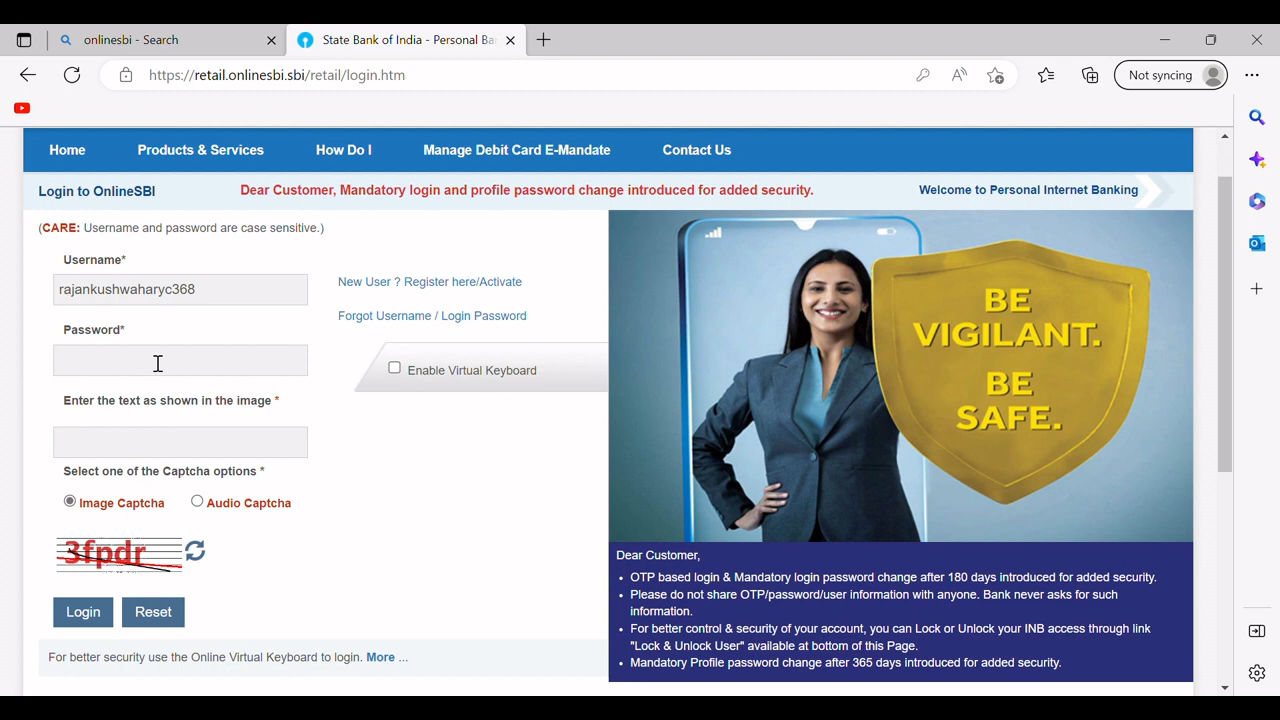 onlinesbi - Search
State Bank of India - Personal Ba
https://retail.onlinesbi.sbi/retail/login.htm
Not syncing
Home Products & Services How Do I Manage Debit Card E-Mandate Contact Us
Login to OnlineSBI Dear Customer, Mandatory login and profile password change introduced for added security. Welcome to Personal Internet Banking
(CARE: Username and password are case sensitive.)
Username*
rajankushwaharyc368
New User ? Register here/Activate
Forgot Username / Login Password
Password*
Enable Virtual Keyboard
Enter the text as shown in the image *
Select one of the Captcha options *
Image Captcha Audio Captcha
3fpdr
Login Reset
For better security use the Online Virtual Keyboard to login. More ...
BE
VIGILANT.
BE
SAFE.
Dear Customer,
• OTP based login & Mandatory login password change after 180 days introduced for added security.
• Please do not share OTP/password/user information with anyone. Bank never asks for such
information.
• For better control & security of your account, you can Lock or Unlock your INB access through link
"Lock & Unlock User" available at bottom of this Page.
• Mandatory Profile password change after 365 days introduced for added security.